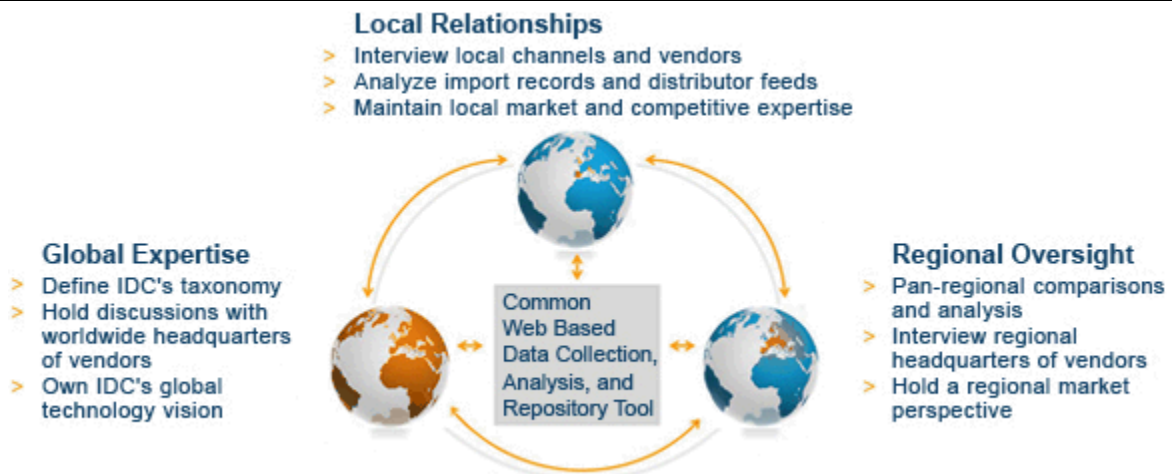 Local Relationships
> Interview local channels and vendors
> Analyze import records and distributor feeds
> Maintain local market and competitive expertise
Global Expertise
> Define IDC's taxonomy
> Hold discussions with
worldwide headquarters
of vendors
> Own IDC's global
technology vision
Common
Web Based
Data Collection,
Analysis, and
Repository Tool
Regional Oversight
> Pan-regional comparisons
and analysis
> Interview regional
headquarters of vendors
> Hold a regional market
perspective